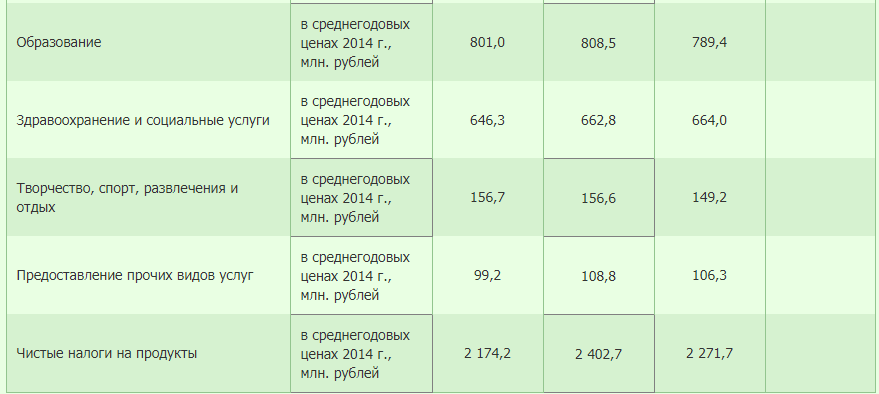 в среднегодовых
Образование ценах 2014 г., 801,0 808,5 789,4
млн. рублей
в среднегодовых
Здравоохранение и социальные услуги ценах 2014 г., 646,3 662,8 664,0
млн. рублей
в среднегодовых
Творчество, спорт, развлечения и
отдых
ценах 2014 г., 156,7 156,6 149,2
млн. рублей
в среднегодовых
Предоставление прочих видов услуг ценах 2014 г., 99,2 108,8 106,3
млн. рублей
в среднегодовых
Чистые налоги на продукты ценах 2014 г., 2 174,2 2 402,7 2 271,7
млн. рублей